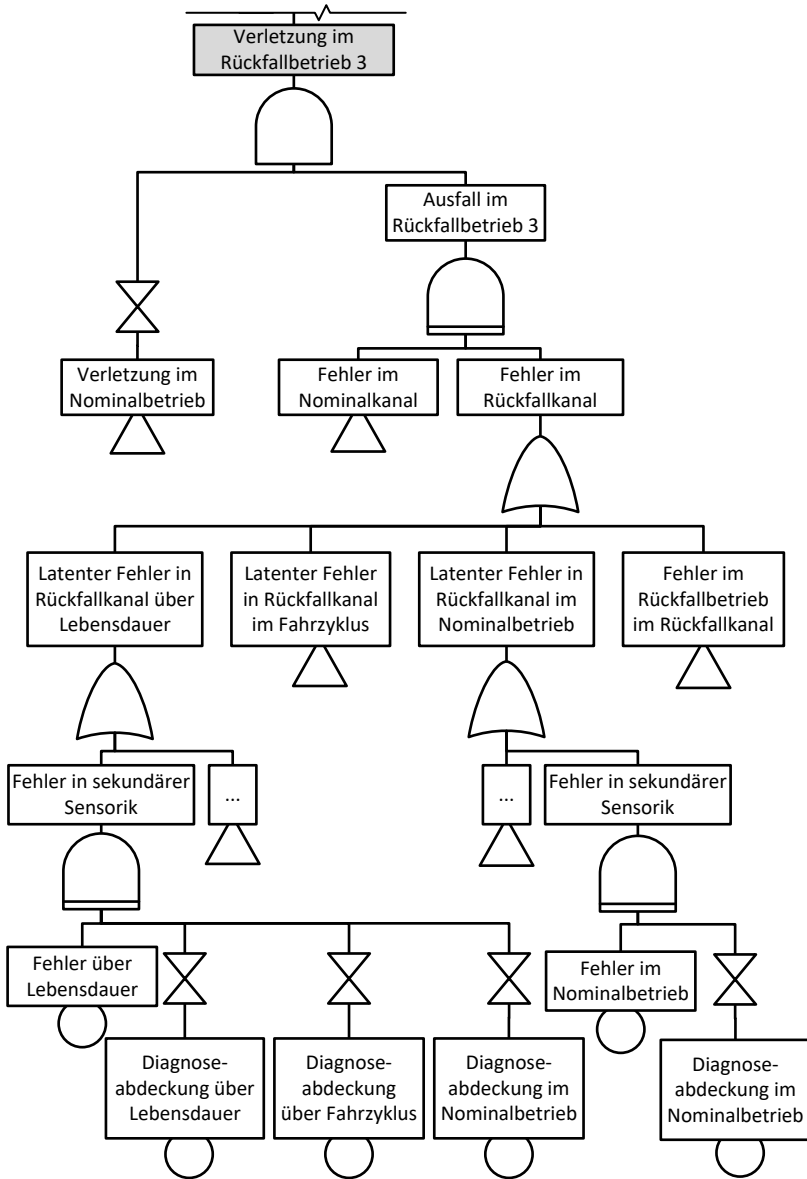 Verletzung im
Rückfallbetrieb 3
Ausfall im
Rückfallbetrieb 3
Verletzung im
Nominalbetrieb
Fehler im
Nominalkanal
Fehler im
Rückfallkanal
Latenter Fehler in
Rückfallkanal über
Lebensdauer
Latenter Fehler
in Rückfallkanal
im Fahrzyklus
Latenter Fehler in
Rückfallkanal im
Nominalbetrieb
Fehler im
Rückfallbetrieb
im Rückfallkanal
Fehler in sekundärer
Sensorik
...
...
Fehler in sekundärer
Sensorik
Fehler über
Lebensdauer
Fehler im
Nominalbetrieb
Diagnose-
abdeckung über
Lebensdauer
Diagnose-
abdeckung
über Fahrzyklus
Diagnose-
abdeckung im
Nominalbetrieb
Diagnose-
abdeckung im
Nominalbetrieb